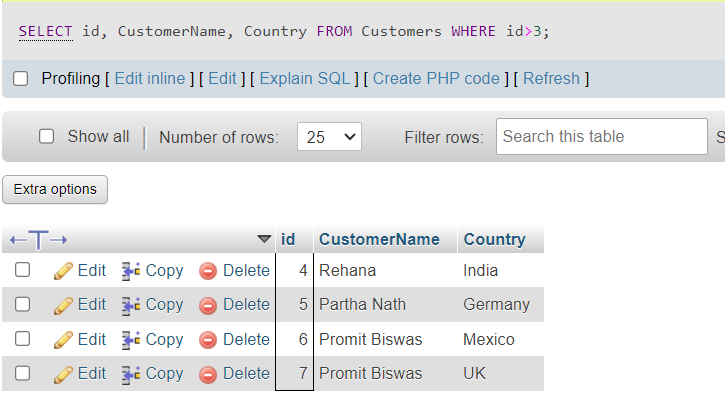 SELECT id, CustomerName, Country FROM Customers WHERE id>3;
Profiling [ Edit inline ] [ Edit ] [ Explain SQL ] [ Create PHP code ] [ Refresh ]
Show all Number of rows: 25 Filter rows: Search this table S
Extra options
id CustomerName Country
Edit Copy Delete 4 Rehana India
Edit Copy Delete 5 Partha Nath Germany
Edit Copy Delete 6 Promit Biswas Mexico
Edit Copy Delete 7 Promit Biswas UK